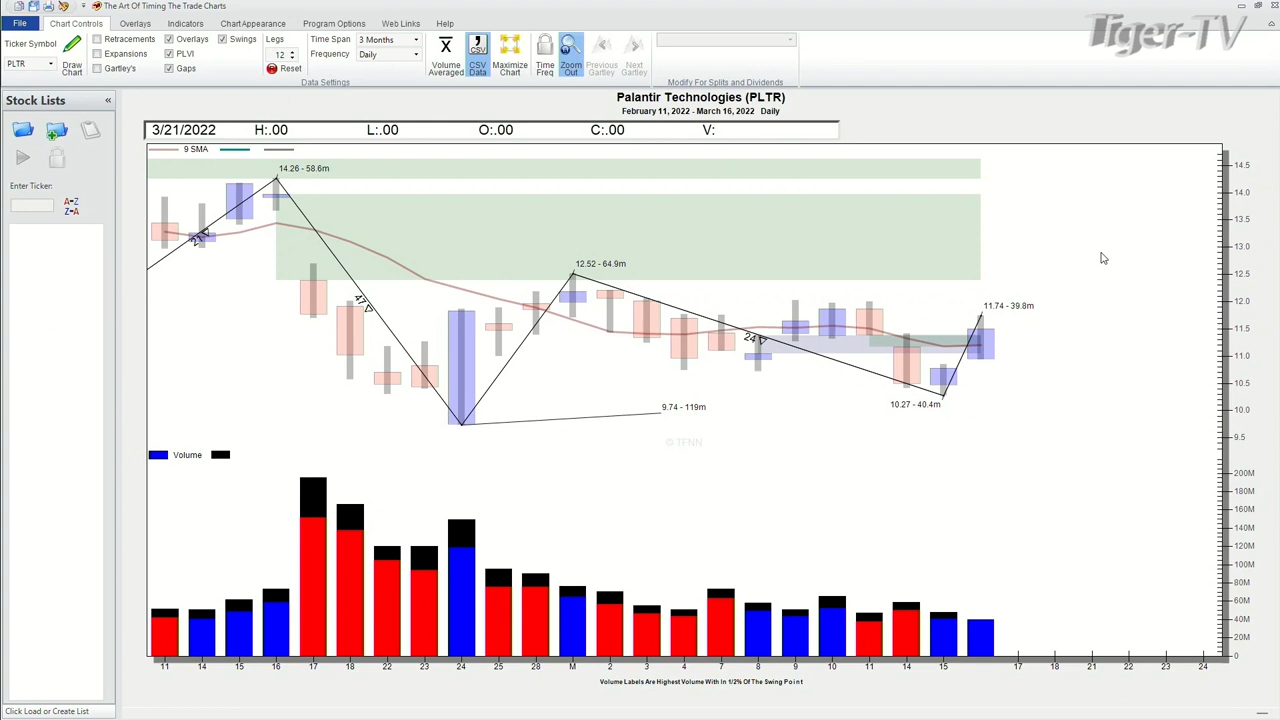 The Art Of Timing The Trade Charts
File Chart Controls Overlays Indicators Chart Appearance Program Options Web Links Help
Ticker Symbol
PLTR
Draw Chart
Retracements
Expansions
Gartley's
Overlays
PLVI
Gaps
Swings
Legs
12
Reset
Time Span 3 Months
Frequency Daily
Data Settings
Volume Averaged
CSV Data
Maximize Chart
Time Freq
Zoom Out
Previous Gartley
Next Gartley
Modify For Splits and Dividends
Tiger-TV
Stock Lists «
Enter Ticker:
A-Z
Z-A
Click Load or Create List
Palantir Technologies (PLTR)
February 11, 2022 - March 16, 2022 Daily
3/21/2022 H:.00 L:.00 O:.00 C:.00 V:
9 SMA
14.26 - 58.6m
12.52 - 64.9m
11.74 - 39.8m
10.27 - 40.4m
9.74 - 119m
21
47
24
© TFNN
14.5
14.0
13.5
13.0
12.5
12.0
11.5
11.0
10.5
10.0
9.5
Volume
200M
180M
160M
140M
120M
100M
80M
60M
40M
20M
0
11 14 15 16 17 18 22 23 24 25 28 M 2 3 4 7 8 9 10 11 14 15 17 18 21 22 23 24
Volume Labels Are Highest Volume With In 1/2% Of The Swing Point